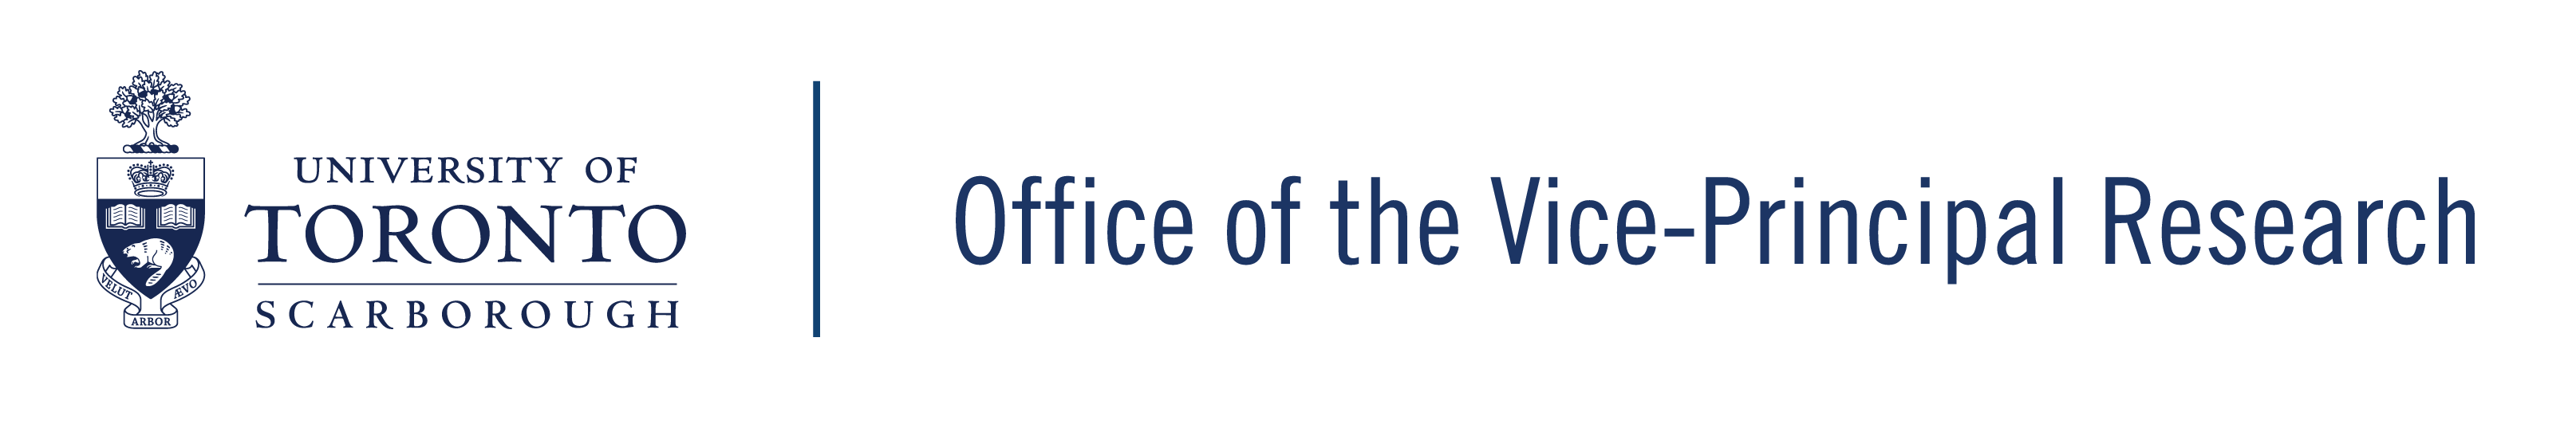 VELUT ARBOR ÆVO
UNIVERSITY OF
TORONTO
SCARBOROUGH
Office of the Vice-Principal Research